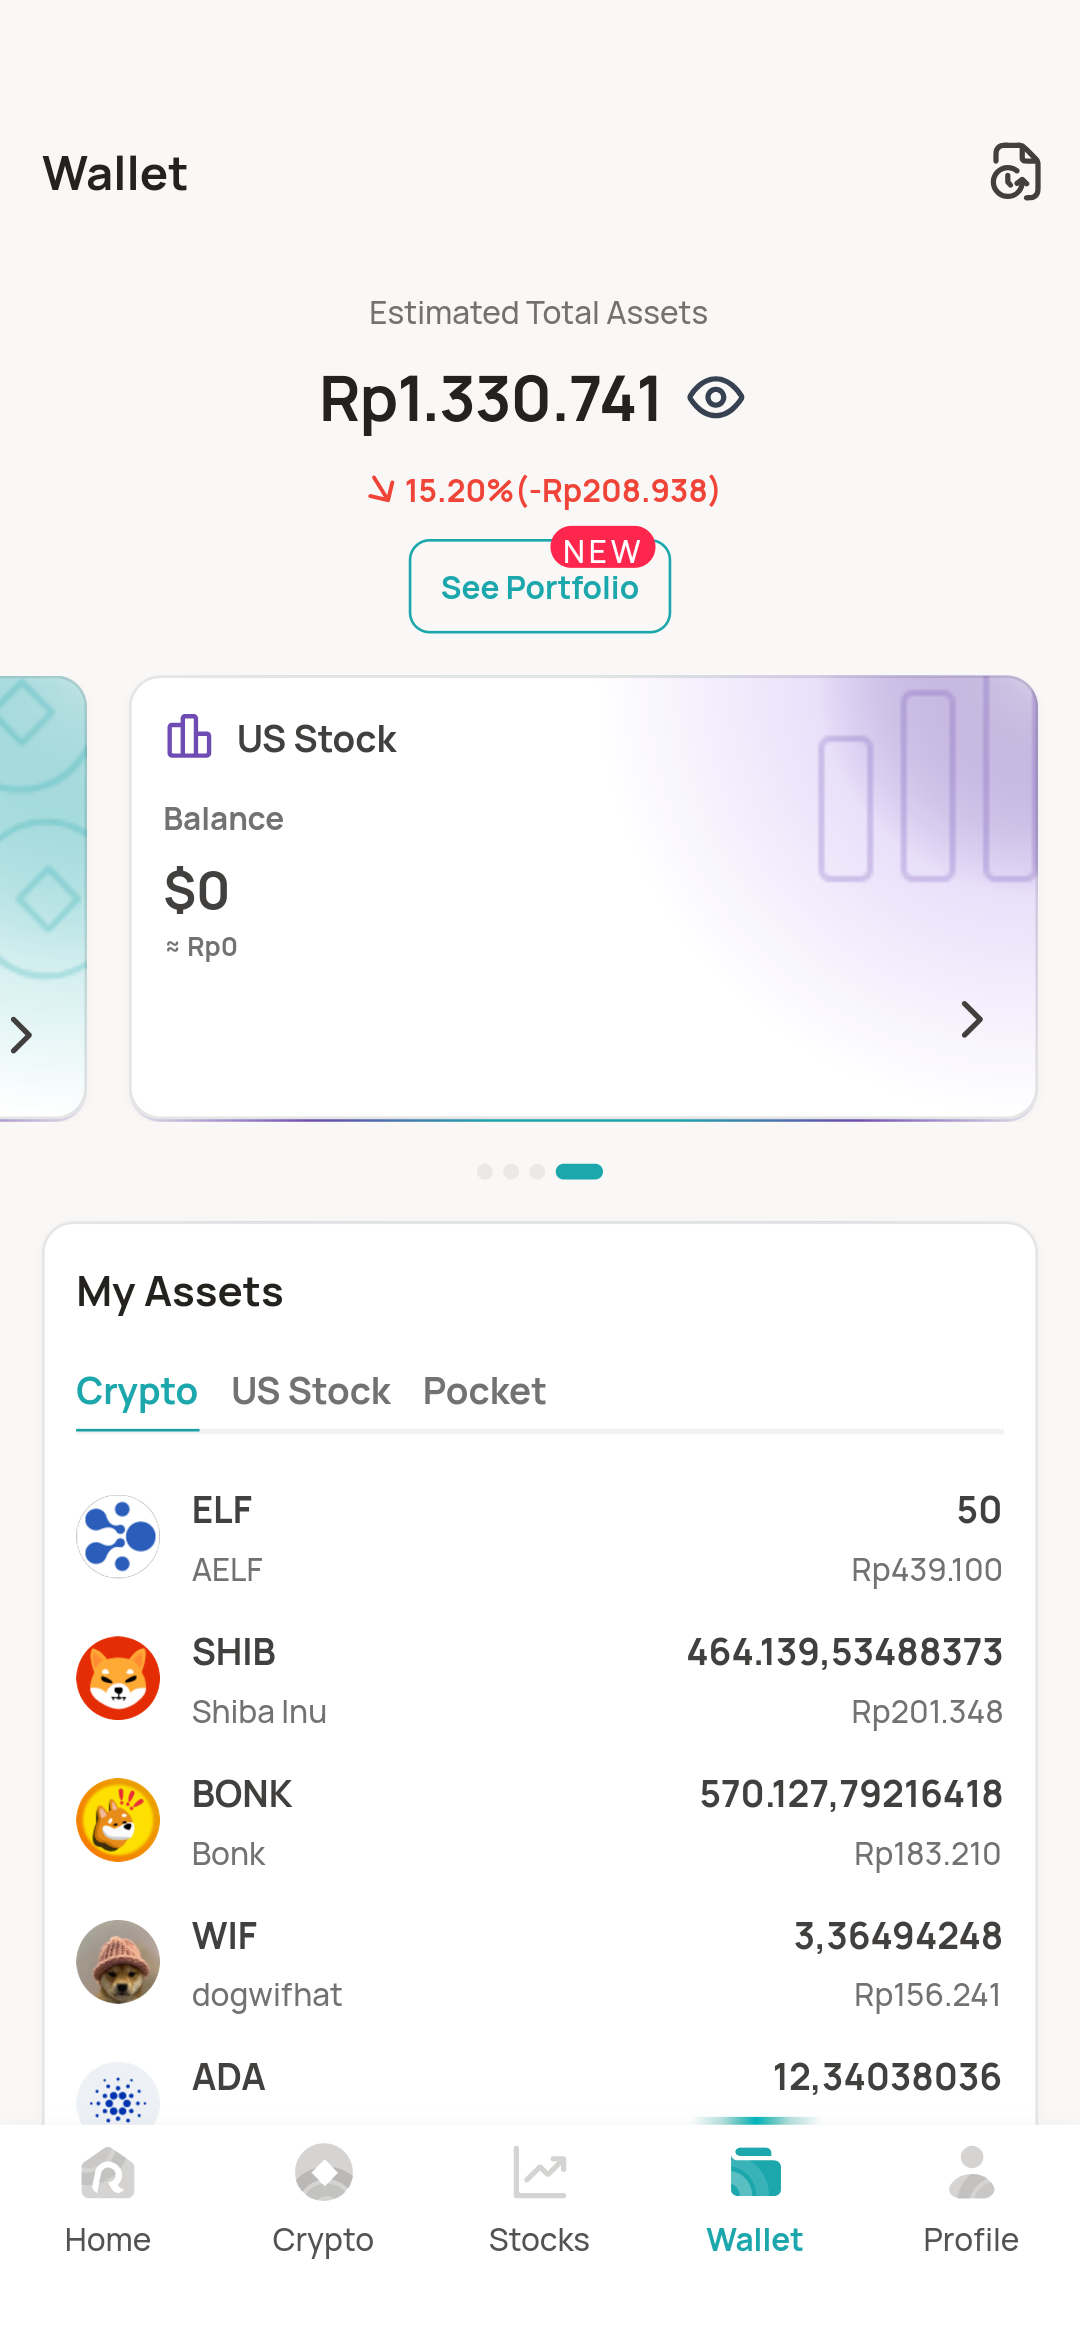 Wallet
Estimated Total Assets
Rp1.330.741
15.20%(-Rp208.938)
NEW
See Portfolio
US Stock
Balance
$0
≈ Rp0
My Assets
Crypto US Stock Pocket
ELF 50
AELF Rp439.100
SHIB 464.139,53488373
Shiba Inu Rp201.348
BONK 570.127,79216418
Bonk Rp183.210
WIF 3,36494248
dogwifhat Rp156.241
ADA 12,34038036
Home Crypto Stocks Wallet Profile